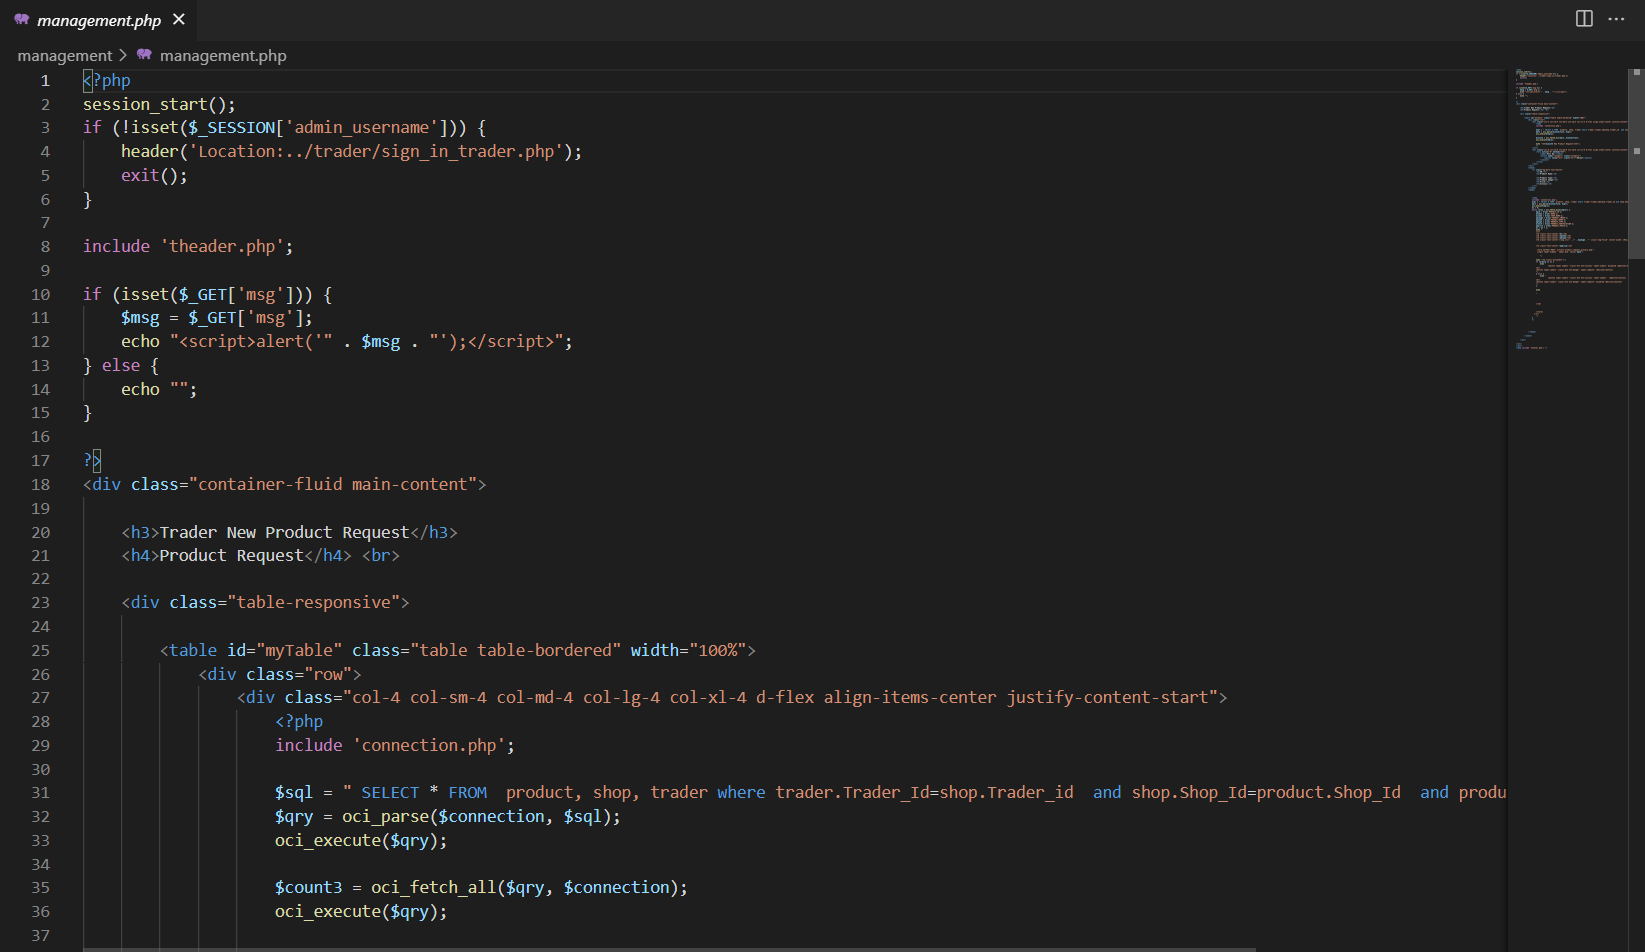 management.php
management > management.php
1 <?php
2 session_start();
3 if (!isset($_SESSION['admin_username'])) {
4     header('Location:../trader/sign_in_trader.php');
5     exit();
6 }
7
8 include 'theader.php';
9
10 if (isset($_GET['msg'])) {
11     $msg = $_GET['msg'];
12     echo "<script>alert('" . $msg . "');</script>";
13 } else {
14     echo "";
15 }
16
17 ?>
18 <div class="container-fluid main-content">
19
20     <h3>Trader New Product Request</h3>
21     <h4>Product Request</h4> <br>
22
23     <div class="table-responsive">
24
25         <table id="myTable" class="table table-bordered" width="100%">
26             <div class="row">
27                 <div class="col-4 col-sm-4 col-md-4 col-lg-4 col-xl-4 d-flex align-items-center justify-content-start">
28                     <?php
29                     include 'connection.php';
30
31                     $sql = " SELECT * FROM  product, shop, trader where trader.Trader_Id=shop.Trader_id  and shop.Shop_Id=product.Shop_Id  and produ
32                     $qry = oci_parse($connection, $sql);
33                     oci_execute($qry);
34
35                     $count3 = oci_fetch_all($qry, $connection);
36                     oci_execute($qry);
37